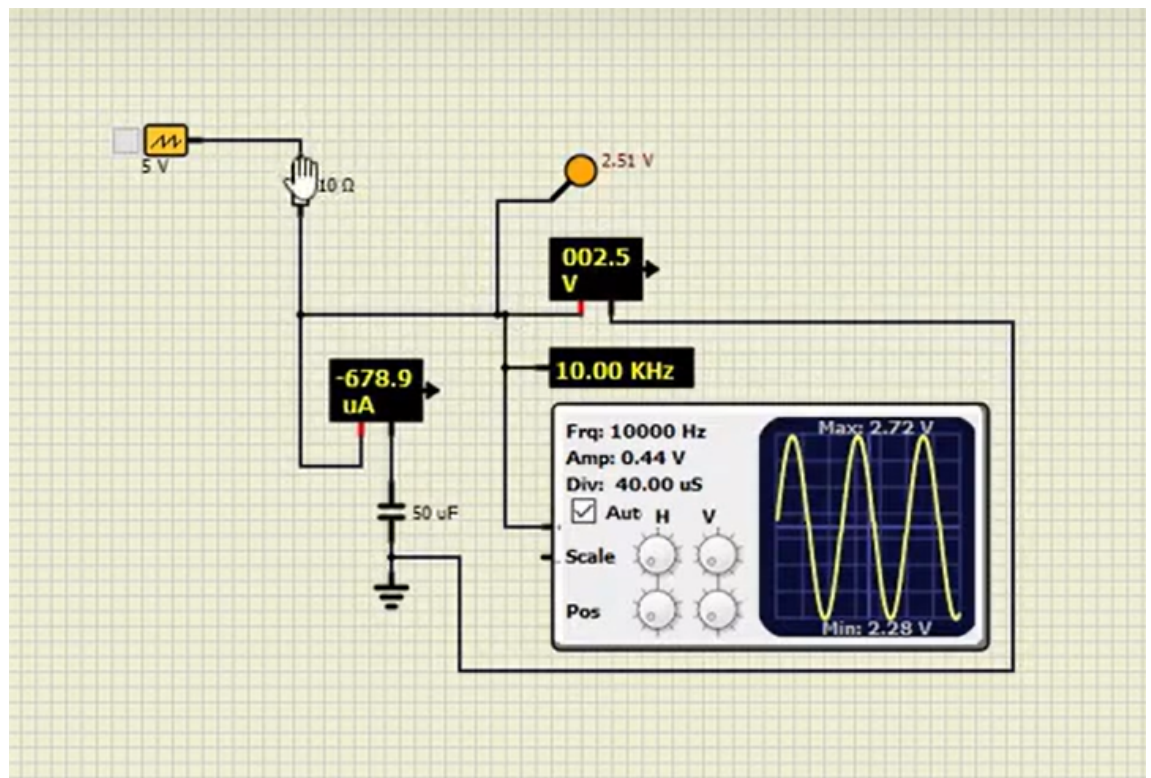 5 V
10 Ω
2.51 V
002.5
V
10.00 KHz
-678.9
uA
50 uF
Frq: 10000 Hz
Amp: 0.44 V
Div: 40.00 uS
Aut H V
Scale
Pos
Max: 2.72 V
Min: 2.28 V